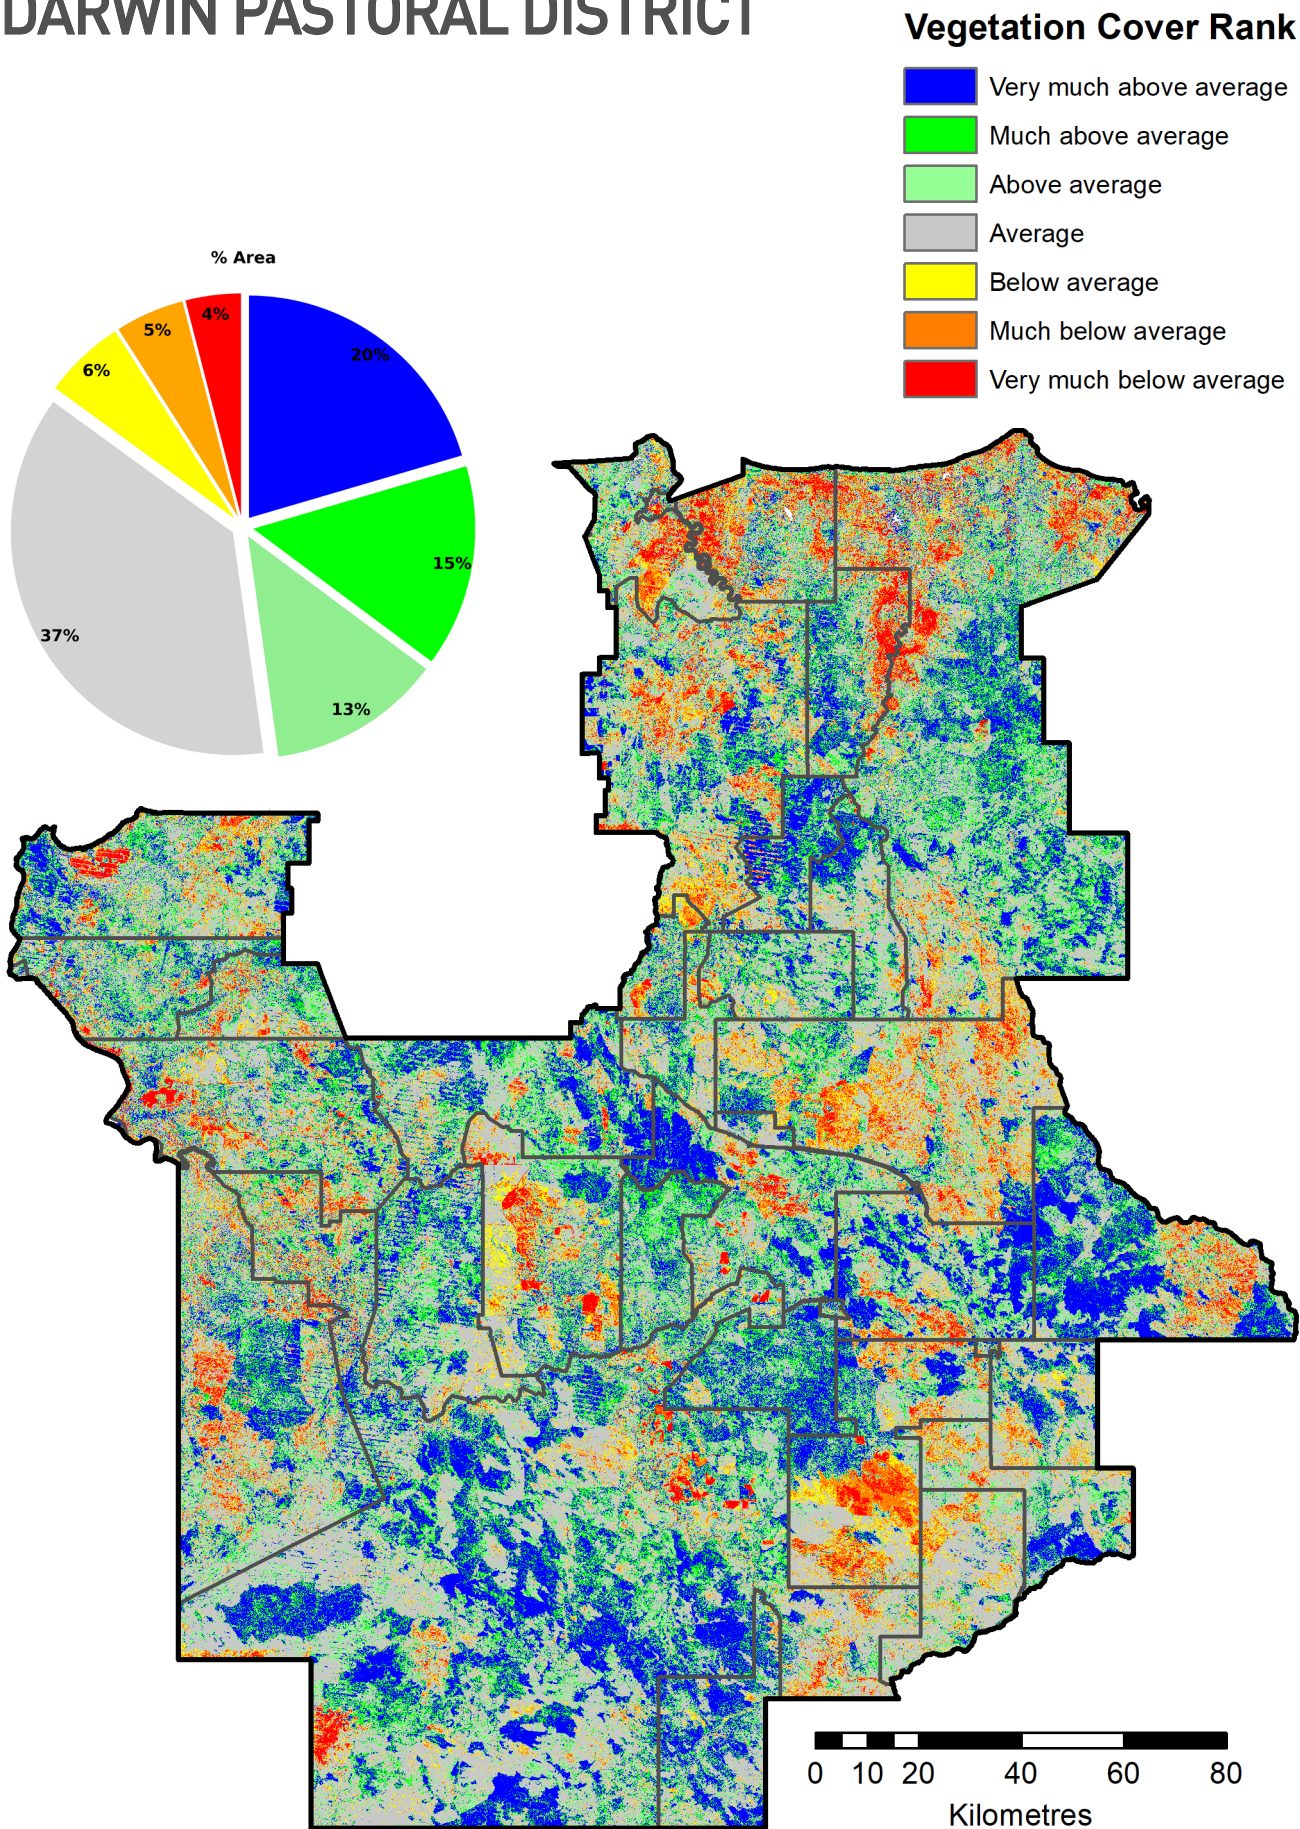 DARWIN PASTORAL DISTRICT
Vegetation Cover Rank
Very much above average
Much above average
Above average
Average
Below average
Much below average
Very much below average
% Area
20%
15%
13%
37%
6%
5%
4%
0 10 20 40 60 80
Kilometres